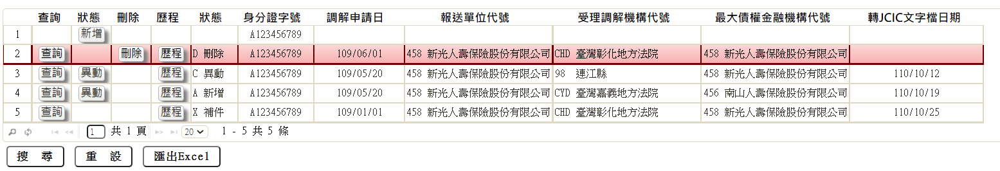 查詢 狀態 刪除 歷程 狀態 身分證字號 調解申請日 報送單位代號 受理調解機構代號 最大債權金融機構代號 轉JCIC文字檔日期
1 新增 A123456789
2 查詢 刪除 歷程 D 刪除 A123456789 109/06/01 458 新光人壽保險股份有限公司 CHD 臺灣彰化地方法院 458 新光人壽保險股份有限公司
3 查詢 異動 歷程 C 異動 A123456789 109/05/20 458 新光人壽保險股份有限公司 98 連江縣 458 新光人壽保險股份有限公司 110/10/12
4 查詢 異動 歷程 A 新增 A123456789 109/05/20 458 新光人壽保險股份有限公司 CYD 臺灣嘉義地方法院 456 南山人壽保險股份有限公司 110/10/19
5 查詢 歷程 X 補件 A123456789 109/01/01 458 新光人壽保險股份有限公司 CHD 臺灣彰化地方法院 458 新光人壽保險股份有限公司 110/10/25
1 共 1 頁 20 1 - 5 共 5 條
搜 尋 重 設 匯出Excel